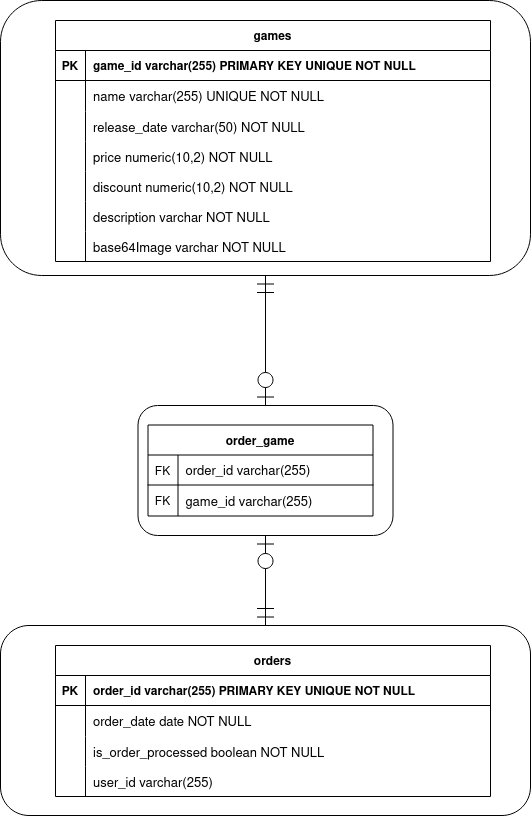 games
PK game_id varchar(255) PRIMARY KEY UNIQUE NOT NULL
name varchar(255) UNIQUE NOT NULL
release_date varchar(50) NOT NULL
price numeric(10,2) NOT NULL
discount numeric(10,2) NOT NULL
description varchar NOT NULL
base64Image varchar NOT NULL
order_game
FK order_id varchar(255)
FK game_id varchar(255)
orders
PK order_id varchar(255) PRIMARY KEY UNIQUE NOT NULL
order_date date NOT NULL
is_order_processed boolean NOT NULL
user_id varchar(255)